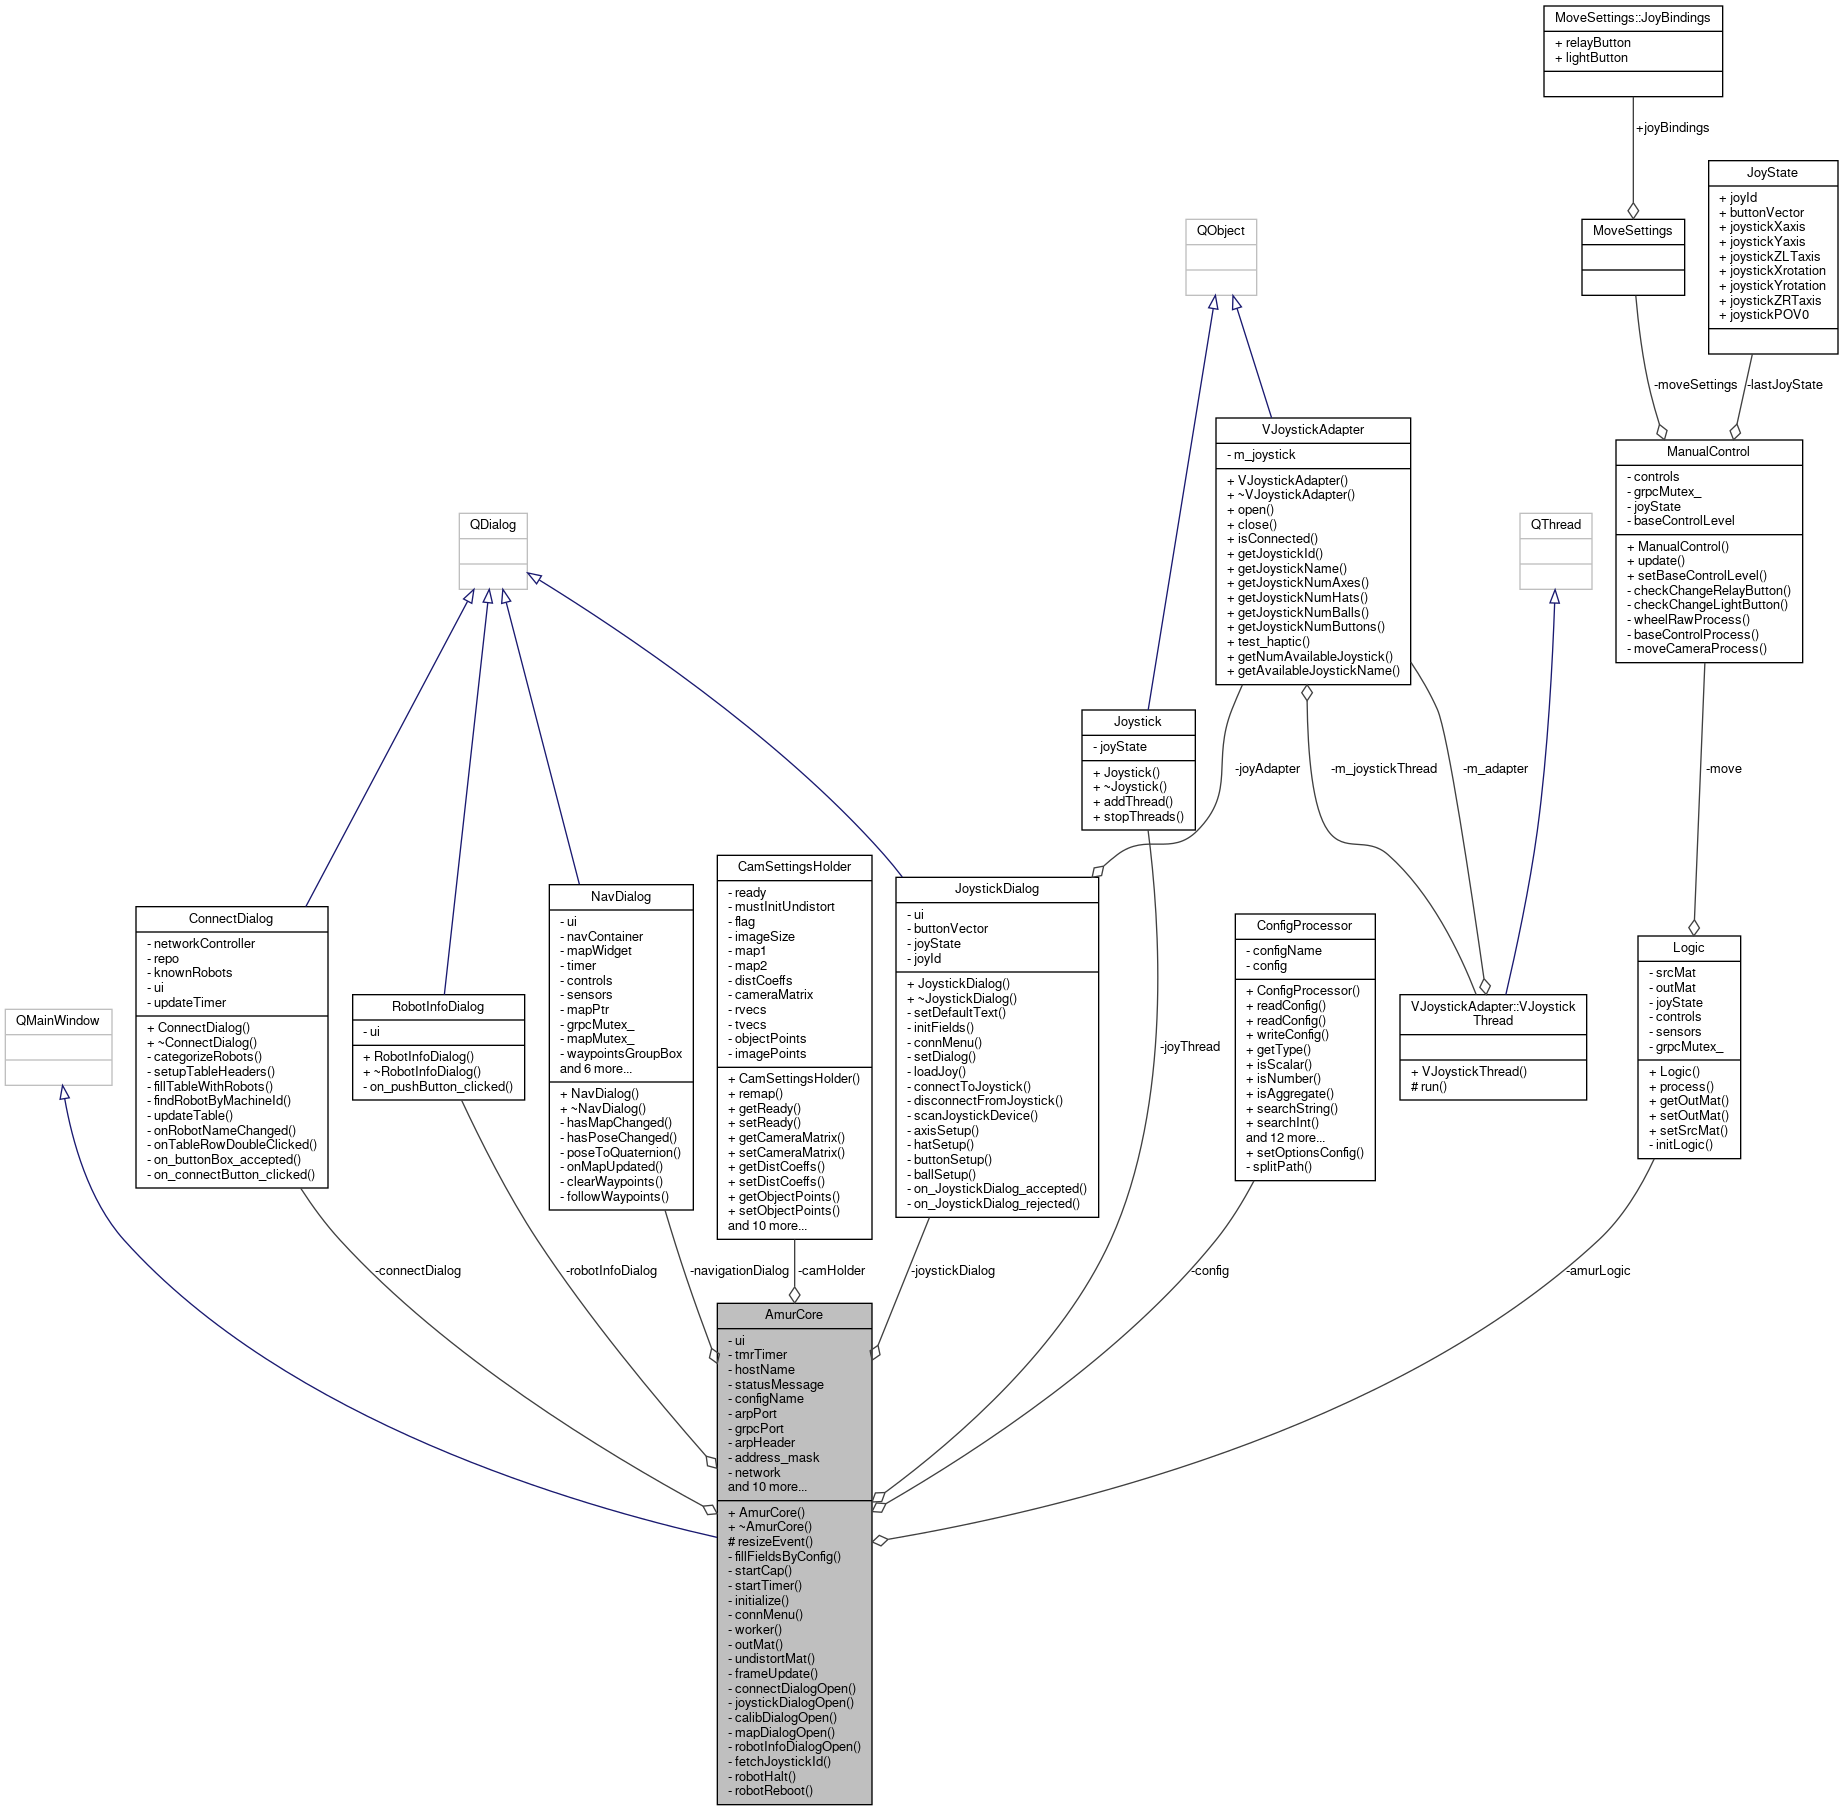 MoveSettings::JoyBindings
+ relayButton
+ lightButton
+joyBindings
JoyState
+ joyId
+ buttonVector
+ joystickXaxis
+ joystickYaxis
+ joystickZLTaxis
+ joystickXrotation
+ joystickYrotation
+ joystickZRTaxis
+ joystickPOV0
MoveSettings
QObject
-moveSettings
-lastJoyState
VJoystickAdapter
- m_joystick
+ VJoystickAdapter()
+ ~VJoystickAdapter()
+ open()
+ close()
+ isConnected()
+ getJoystickId()
+ getJoystickName()
+ getJoystickNumAxes()
+ getJoystickNumHats()
+ getJoystickNumBalls()
+ getJoystickNumButtons()
+ test_haptic()
+ getNumAvailableJoystick()
+ getAvailableJoystickName()
ManualControl
- controls
- grpcMutex_
- joyState
- baseControlLevel
+ ManualControl()
+ update()
+ setBaseControlLevel()
- checkChangeRelayButton()
- checkChangeLightButton()
- wheelRawProcess()
- baseControlProcess()
- moveCameraProcess()
QDialog
QThread
Joystick
- joyState
+ Joystick()
+ ~Joystick()
+ addThread()
+ stopThreads()
-joyAdapter
-m_joystickThread
-m_adapter
-move
ConnectDialog
- networkController
- repo
- knownRobots
- ui
- updateTimer
+ ConnectDialog()
+ ~ConnectDialog()
- categorizeRobots()
- setupTableHeaders()
- fillTableWithRobots()
- findRobotByMachineId()
- updateTable()
- onRobotNameChanged()
- onTableRowDoubleClicked()
- on_buttonBox_accepted()
- on_connectButton_clicked()
RobotInfoDialog
- ui
+ RobotInfoDialog()
+ ~RobotInfoDialog()
- on_pushButton_clicked()
NavDialog
- ui
- navContainer
- mapWidget
- timer
- controls
- sensors
- mapPtr
- grpcMutex_
- mapMutex_
- waypointsGroupBox
and 6 more...
+ NavDialog()
+ ~NavDialog()
- hasMapChanged()
- hasPoseChanged()
- poseToQuaternion()
- onMapUpdated()
- clearWaypoints()
- followWaypoints()
CamSettingsHolder
- ready
- mustInitUndistort
- flag
- imageSize
- map1
- map2
- distCoeffs
- cameraMatrix
- rvecs
- tvecs
- objectPoints
- imagePoints
+ CamSettingsHolder()
+ remap()
+ getReady()
+ setReady()
+ getCameraMatrix()
+ setCameraMatrix()
+ getDistCoeffs()
+ setDistCoeffs()
+ getObjectPoints()
+ setObjectPoints()
and 10 more...
JoystickDialog
- ui
- buttonVector
- joyState
- joyId
+ JoystickDialog()
+ ~JoystickDialog()
- setDefaultText()
- initFields()
- connMenu()
- setDialog()
- loadJoy()
- connectToJoystick()
- disconnectFromJoystick()
- scanJoystickDevice()
- axisSetup()
- hatSetup()
- buttonSetup()
- ballSetup()
- on_JoystickDialog_accepted()
- on_JoystickDialog_rejected()
-joyThread
ConfigProcessor
- configName
- config
+ ConfigProcessor()
+ readConfig()
+ readConfig()
+ writeConfig()
+ getType()
+ isScalar()
+ isNumber()
+ isAggregate()
+ searchString()
+ searchInt()
and 12 more...
+ setOptionsConfig()
- splitPath()
VJoystickAdapter::VJoystick
Thread
+ VJoystickThread()
# run()
Logic
- srcMat
- outMat
- joyState
- controls
- sensors
- grpcMutex_
+ Logic()
+ process()
+ getOutMat()
+ setOutMat()
+ setSrcMat()
- initLogic()
QMainWindow
-connectDialog
-robotInfoDialog
-navigationDialog
-camHolder
-joystickDialog
-config
-amurLogic
AmurCore
- ui
- tmrTimer
- hostName
- statusMessage
- configName
- arpPort
- grpcPort
- arpHeader
- address_mask
- network
and 10 more...
+ AmurCore()
+ ~AmurCore()
# resizeEvent()
- fillFieldsByConfig()
- startCap()
- startTimer()
- initialize()
- connMenu()
- worker()
- outMat()
- undistortMat()
- frameUpdate()
- connectDialogOpen()
- joystickDialogOpen()
- calibDialogOpen()
- mapDialogOpen()
- robotInfoDialogOpen()
- fetchJoystickId()
- robotHalt()
- robotReboot()